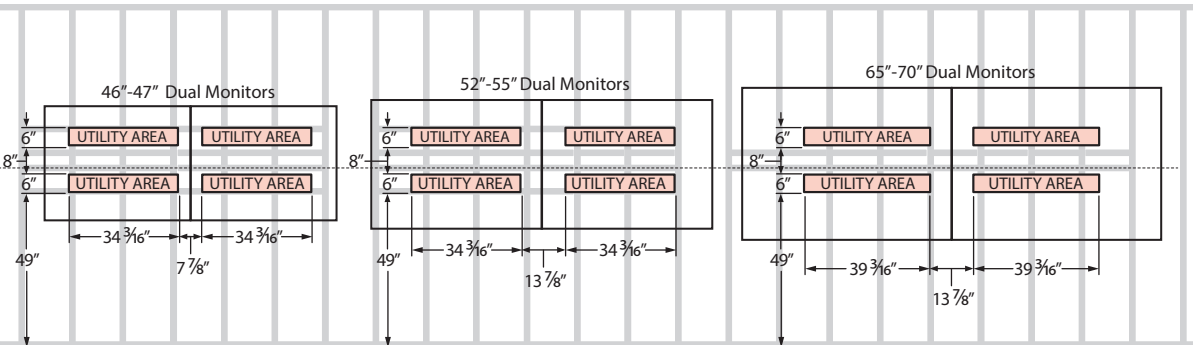 46”-47” Dual Monitors
6”
UTILITY AREA
UTILITY AREA
8”
6”
UTILITY AREA
UTILITY AREA
34 3⁄16”
34 3⁄16”
7 7⁄8”
49”
52”-55” Dual Monitors
6”
UTILITY AREA
UTILITY AREA
8”
6”
UTILITY AREA
UTILITY AREA
34 3⁄16”
34 3⁄16”
13 7⁄8”
49”
65”-70” Dual Monitors
6”
UTILITY AREA
UTILITY AREA
8”
6”
UTILITY AREA
UTILITY AREA
39 3⁄16”
39 3⁄16”
13 7⁄8”
49”